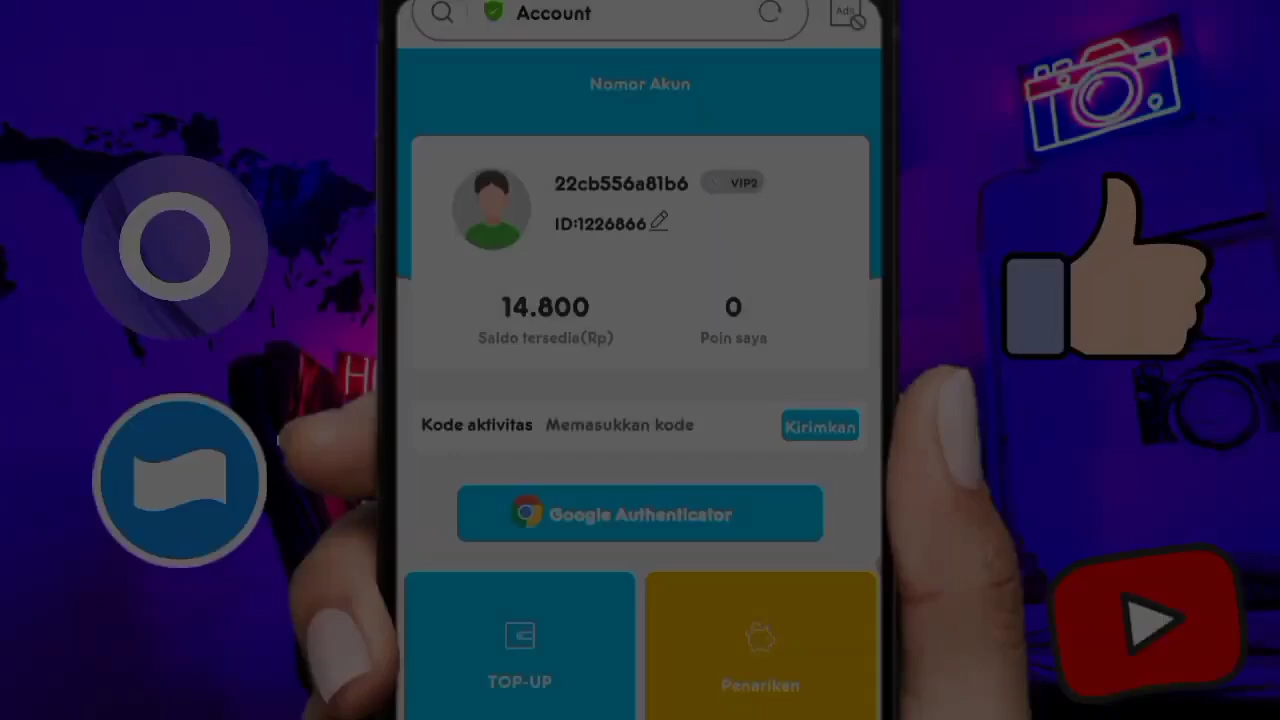 Account
Ads
Nomor Akun
22cb556a81b6 VIP2
ID:1226866
14.800 0
Saldo tersedia(Rp) Poin saya
Kode aktivitas Memasukkan kode Kirimkan
Google Authenticator
TOP-UP Penarikan